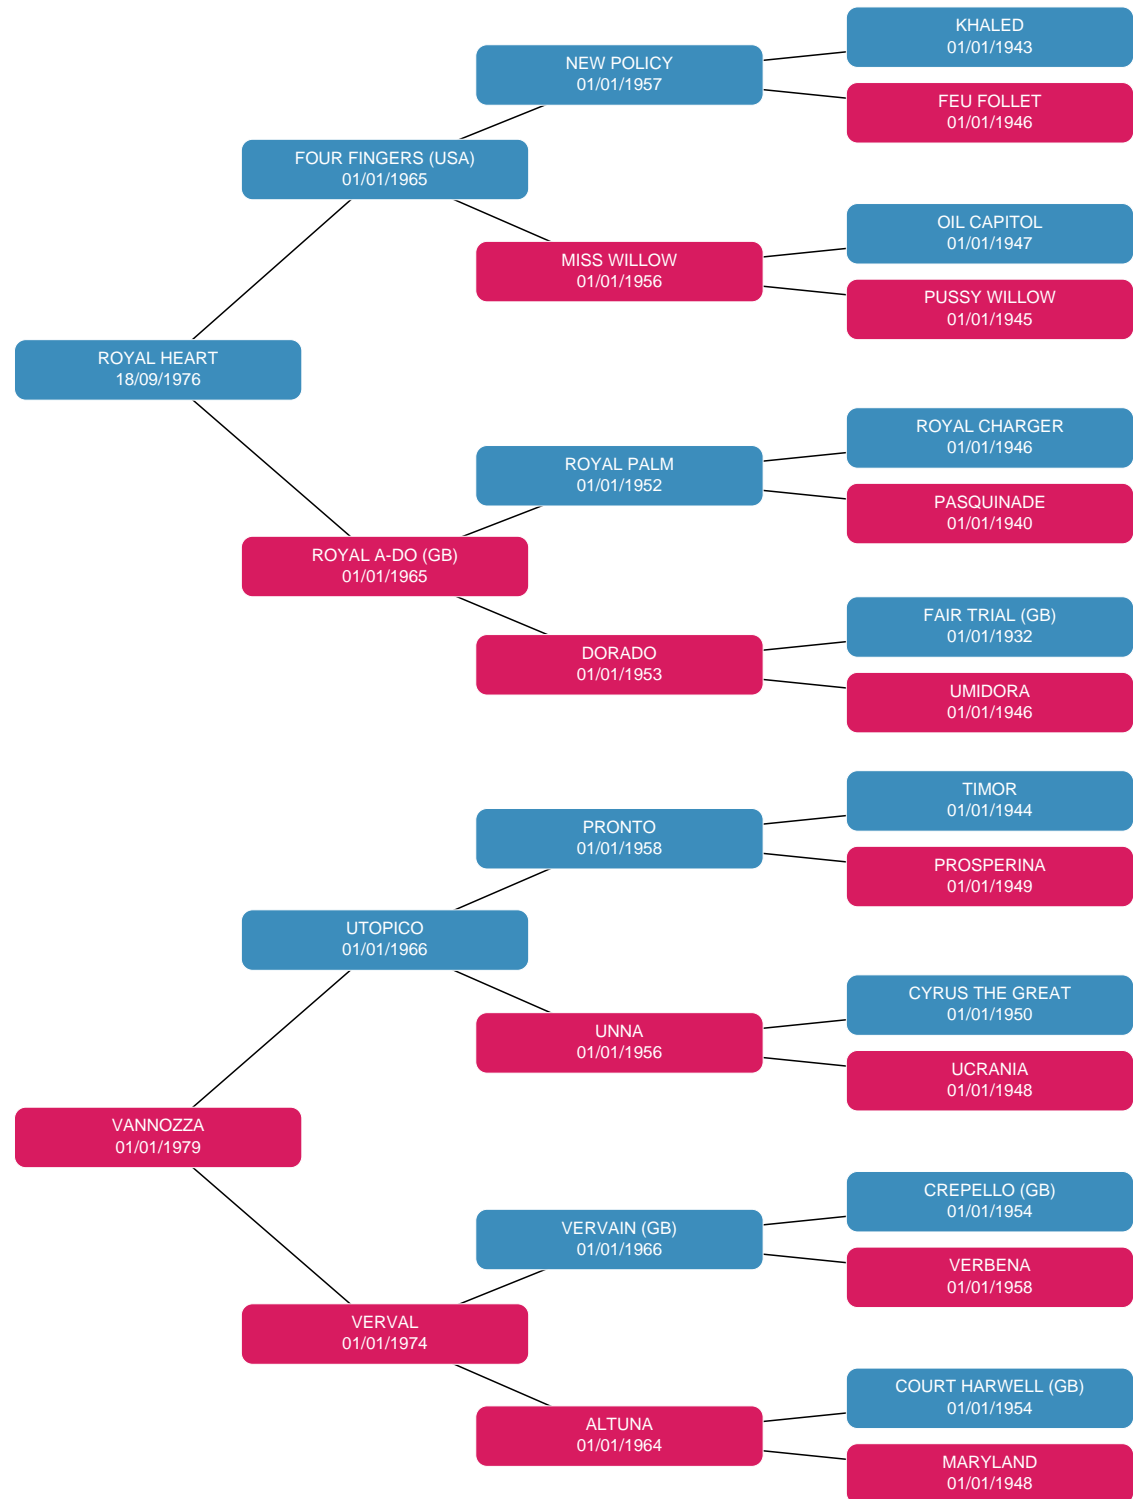 KHALED
01/01/1943
NEW POLICY
01/01/1957
FEU FOLLET
01/01/1946
FOUR FINGERS (USA)
01/01/1965
OIL CAPITOL
01/01/1947
MISS WILLOW
01/01/1956
PUSSY WILLOW
01/01/1945
ROYAL HEART
18/09/1976
ROYAL CHARGER
01/01/1946
ROYAL PALM
01/01/1952
PASQUINADE
01/01/1940
ROYAL A-DO (GB)
01/01/1965
FAIR TRIAL (GB)
01/01/1932
DORADO
01/01/1953
UMIDORA
01/01/1946
TIMOR
01/01/1944
PRONTO
01/01/1958
PROSPERINA
01/01/1949
UTOPICO
01/01/1966
CYRUS THE GREAT
01/01/1950
UNNA
01/01/1956
UCRANIA
01/01/1948
VANNOZZA
01/01/1979
CREPELLO (GB)
01/01/1954
VERVAIN (GB)
01/01/1966
VERBENA
01/01/1958
VERVAL
01/01/1974
COURT HARWELL (GB)
01/01/1954
ALTUNA
01/01/1964
MARYLAND
01/01/1948